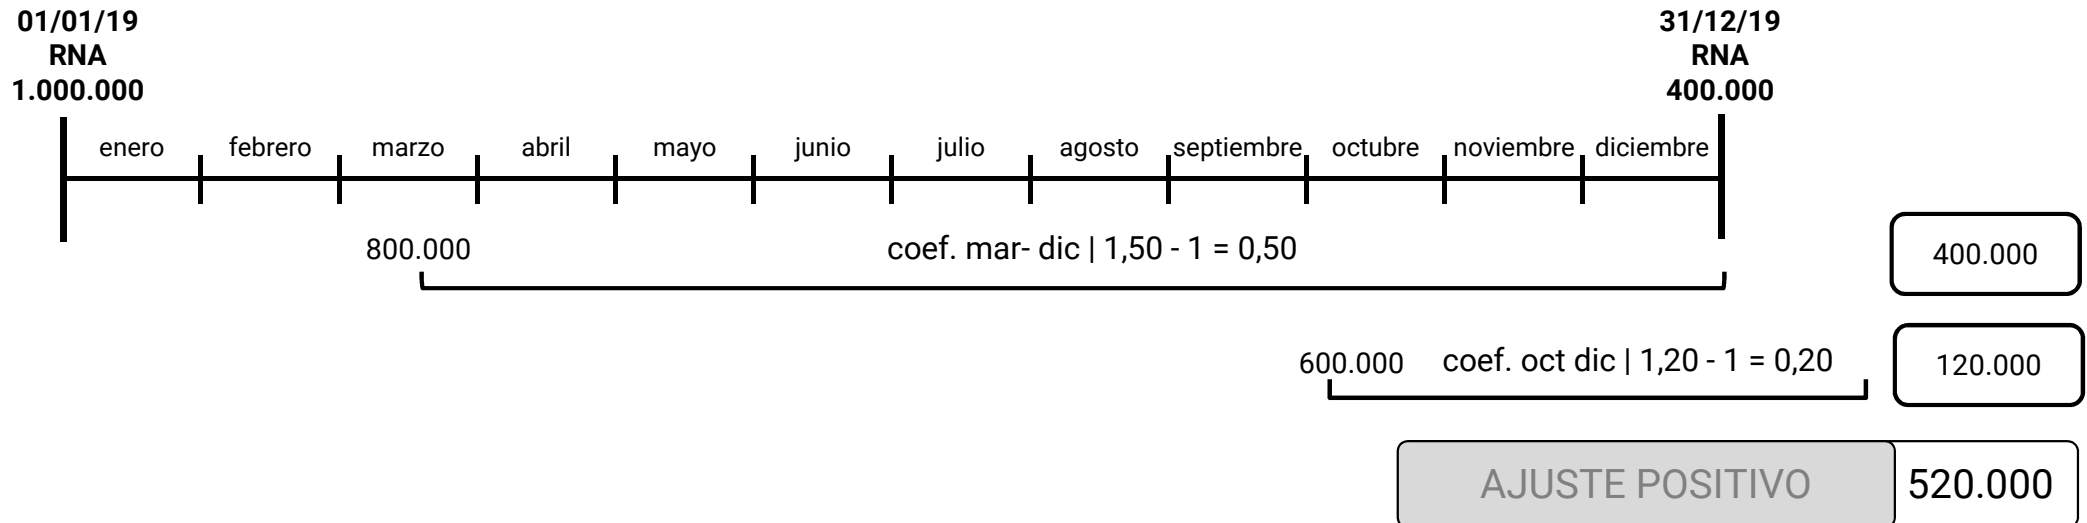 01/01/19
RNA
1.000.000
31/12/19
RNA
400.000
enero febrero marzo abril mayo junio julio agosto septiembre octubre noviembre diciembre
800.000 coef. mar- dic | 1,50 - 1 = 0,50 400.000
600.000 coef. oct dic | 1,20 - 1 = 0,20 120.000
AJUSTE POSITIVO 520.000